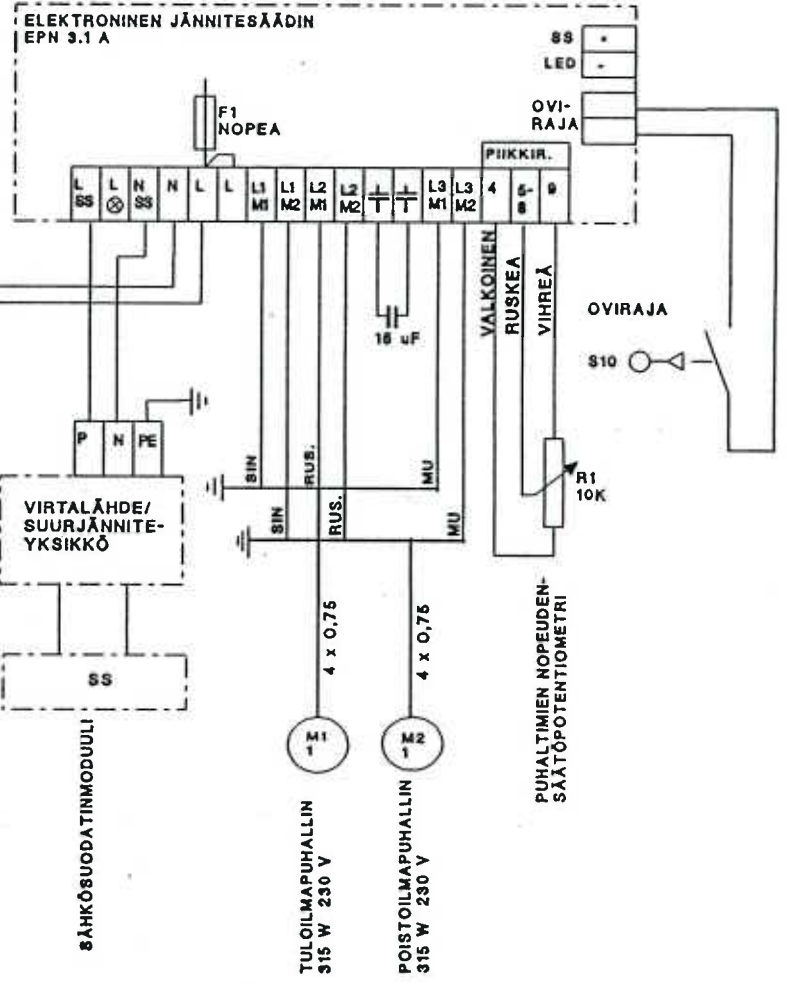 ELEKTRONINEN JÄNNITESÄÄDIN
EPN 3.1 A
SS +
LED -
OVI-
RAJA
F1
NOPEA
PIIKKIR.
L
SS
L
N
SS
N
L
L
L1
M1
L1
M2
L2
M1
L2
M2
L3
M1
L3
M2
4
5-
8
9
VALKOINEN
RUSKEA
VIHREÄ
16 uF
OVIRAJA
S10
P
N
PE
VIRTALÄHDE/
SUURJÄNNITE-
YKSIKKÖ
SIN
RUS.
MU
SIN
RUS.
MU
R1
10K
4 x 0,75
4 x 0,75
SS
M1
1
M2
1
SÄHKÖSUODATINMODUULI
TULOILMAPUHALLIN
315 W 230 V
POISTOILMAPUHALLIN
315 W 230 V
PUHALTIMIEN NOPEUDEN-
SÄÄTÖPOTENTIOMETRI